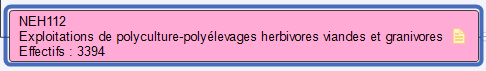 NEH112
Exploitations de polyculture-polyélevages herbivores viandes et granivores
Effectifs : 3394